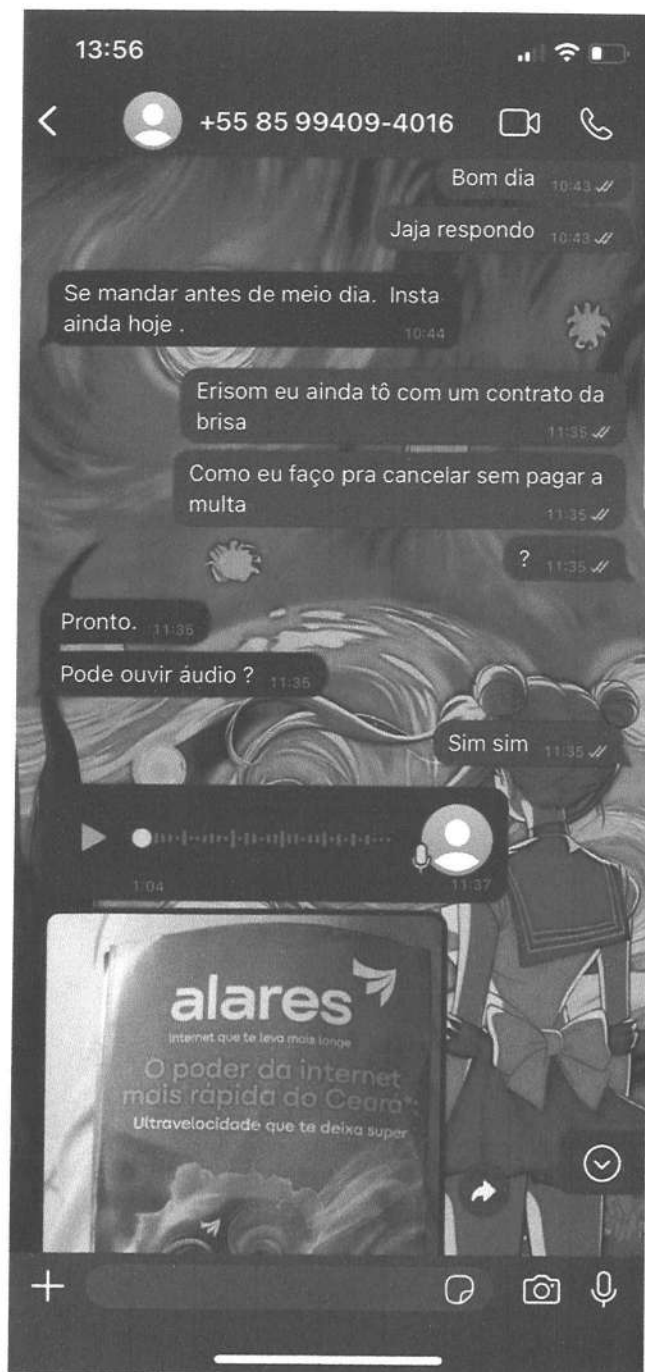 13:56
+55 85 99409-4016
Bom dia 10:43
Jaja respondo 10:43
Se mandar antes de meio dia. Insta
ainda hoje .
10:44
Erisom eu ainda tô com um contrato da
brisa
11:35
Como eu faço pra cancelar sem pagar a
multa
11:35
? 11:35
Pronto. 11:35
Pode ouvir áudio ? 11:35
Sim sim 11:35
1:04 11:37
alares
Internet que te leva mais longe
O poder da internet
mais rápida do Ceará*:
Ultravelocidade que te deixa super